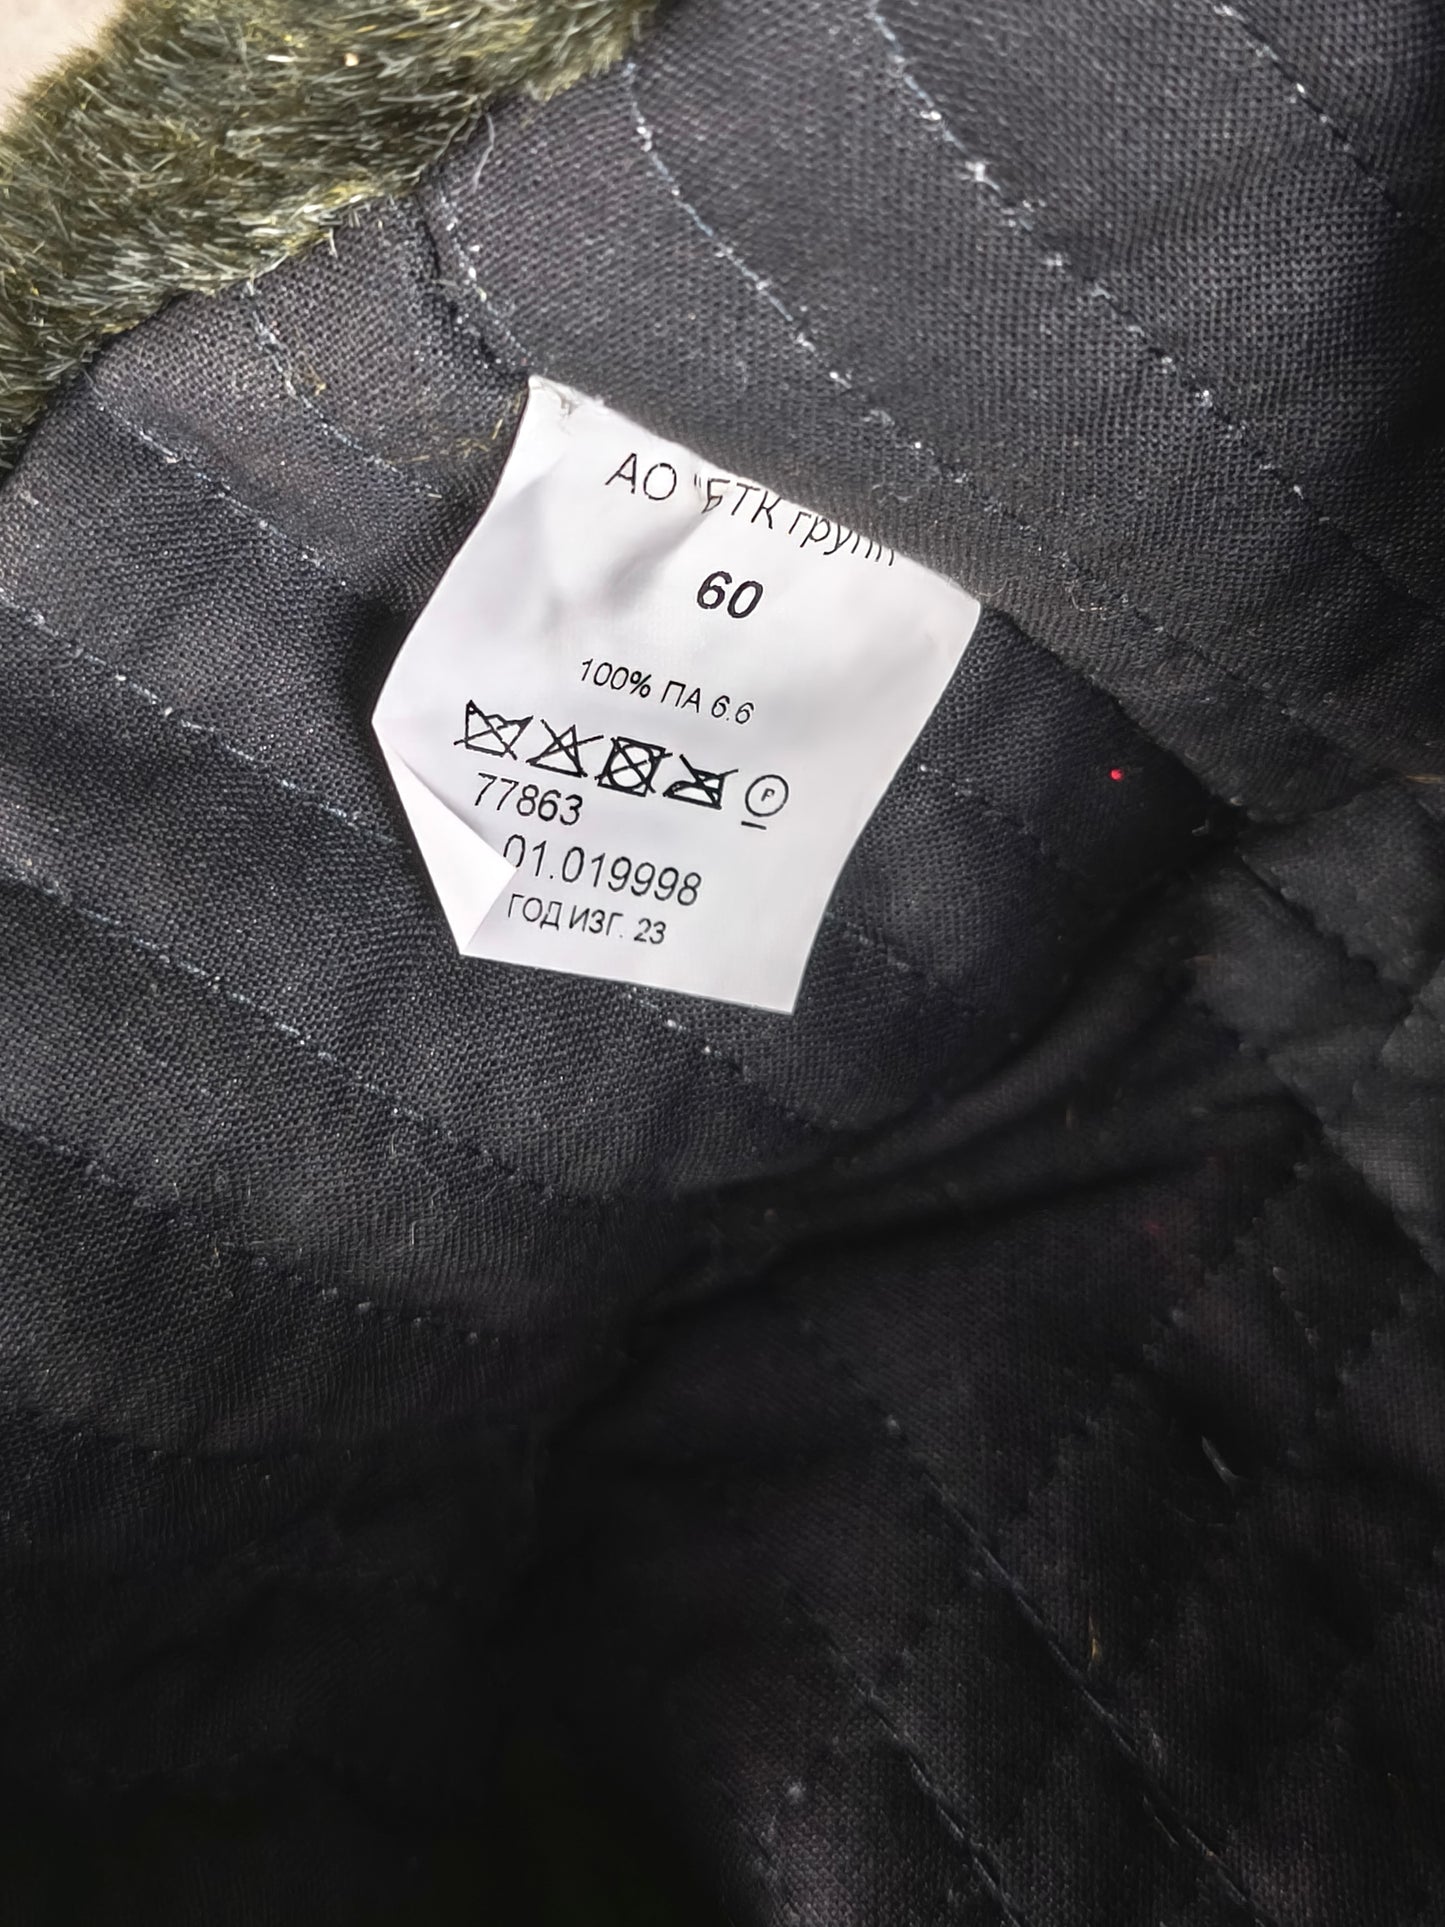 АО "БТК групп
60
100% ПА 6.6
P
77863
01.019998
ГОД ИЗГ. 23